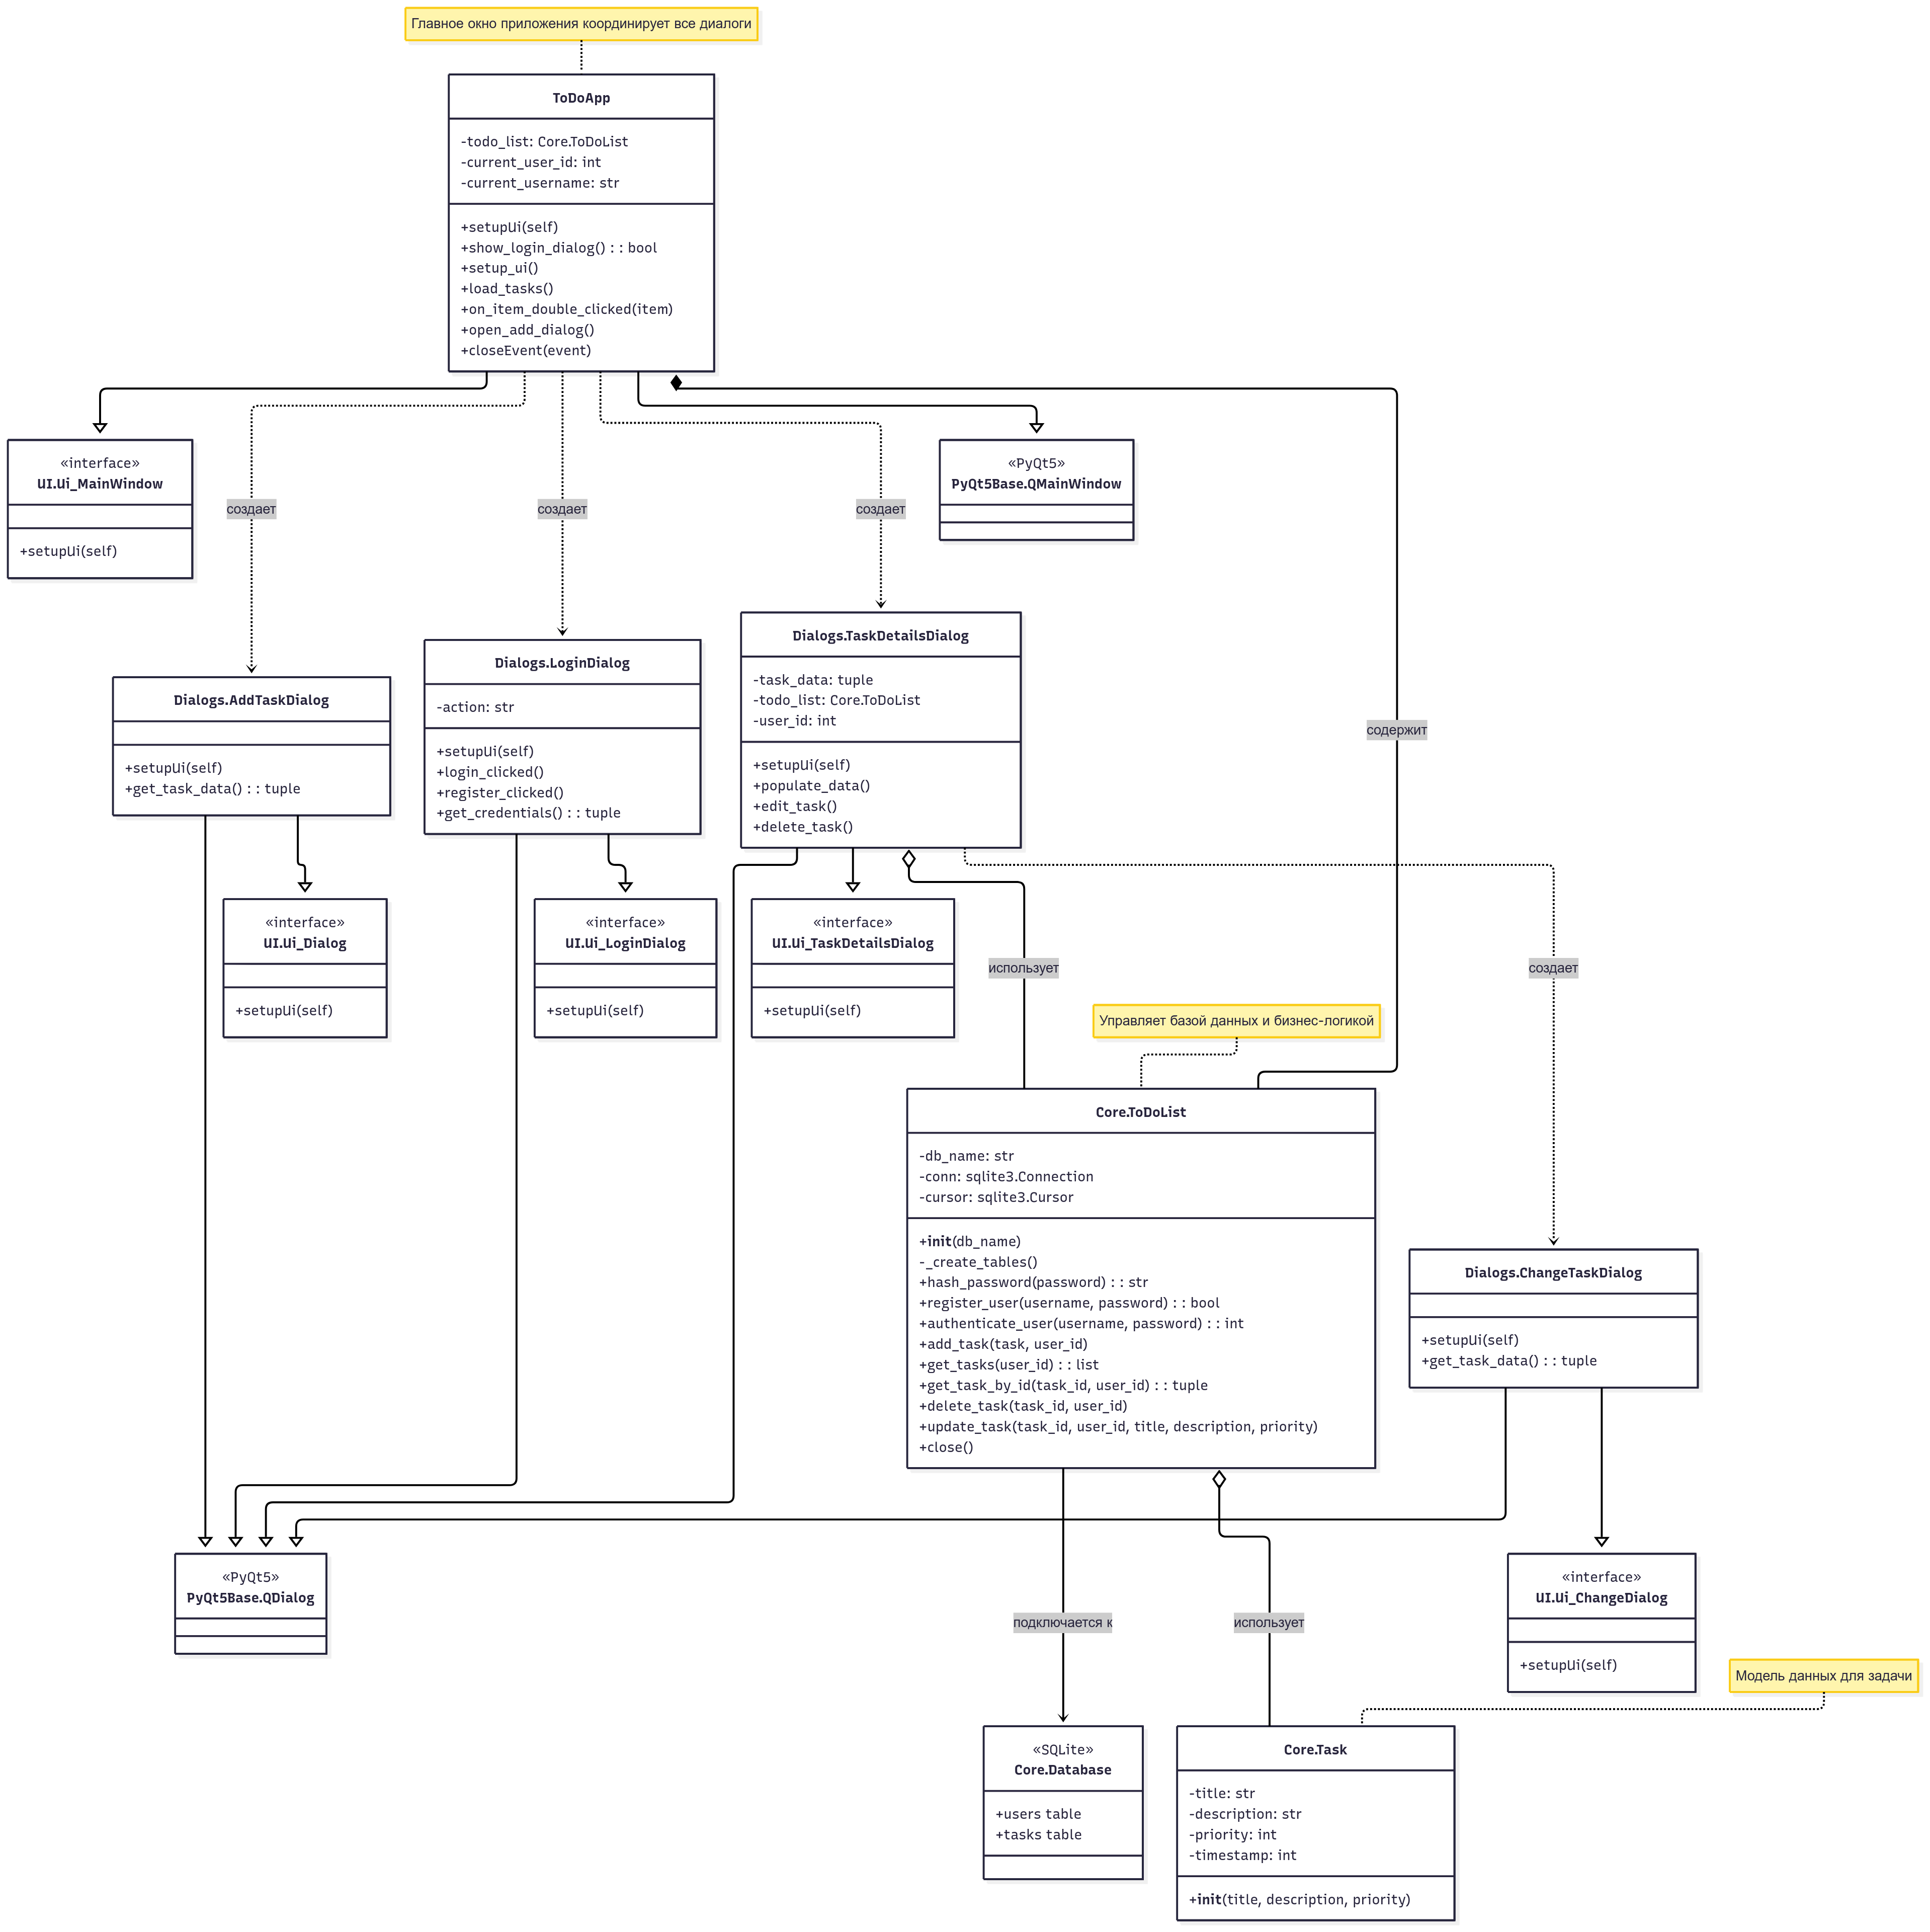 Главное окно приложения координирует все диалоги
ToDoApp
-todo_list: Core.ToDoList
-current_user_id: int
-current_username: str
+setupUi(self)
+show_login_dialog() : : bool
+setup_ui()
+load_tasks()
+on_item_double_clicked(item)
+open_add_dialog()
+closeEvent(event)
«interface»
UI.Ui_MainWindow
+setupUi(self)
создает
создает
создает
«PyQt5»
PyQt5Base.QMainWindow
Dialogs.AddTaskDialog
+setupUi(self)
+get_task_data() : : tuple
Dialogs.LoginDialog
-action: str
+setupUi(self)
+login_clicked()
+register_clicked()
+get_credentials() : : tuple
Dialogs.TaskDetailsDialog
-task_data: tuple
-todo_list: Core.ToDoList
-user_id: int
+setupUi(self)
+populate_data()
+edit_task()
+delete_task()
содержит
«interface»
UI.Ui_Dialog
+setupUi(self)
«interface»
UI.Ui_LoginDialog
+setupUi(self)
«interface»
UI.Ui_TaskDetailsDialog
+setupUi(self)
использует
создает
Управляет базой данных и бизнес-логикой
Core.ToDoList
-db_name: str
-conn: sqlite3.Connection
-cursor: sqlite3.Cursor
+init(db_name)
-_create_tables()
+hash_password(password) : : str
+register_user(username, password) : : bool
+authenticate_user(username, password) : : int
+add_task(task, user_id)
+get_tasks(user_id) : : list
+get_task_by_id(task_id, user_id) : : tuple
+delete_task(task_id, user_id)
+update_task(task_id, user_id, title, description, priority)
+close()
Dialogs.ChangeTaskDialog
+setupUi(self)
+get_task_data() : : tuple
«PyQt5»
PyQt5Base.QDialog
подключается к
использует
«interface»
UI.Ui_ChangeDialog
+setupUi(self)
Модель данных для задачи
«SQLite»
Core.Database
+users table
+tasks table
Core.Task
-title: str
-description: str
-priority: int
-timestamp: int
+init(title, description, priority)